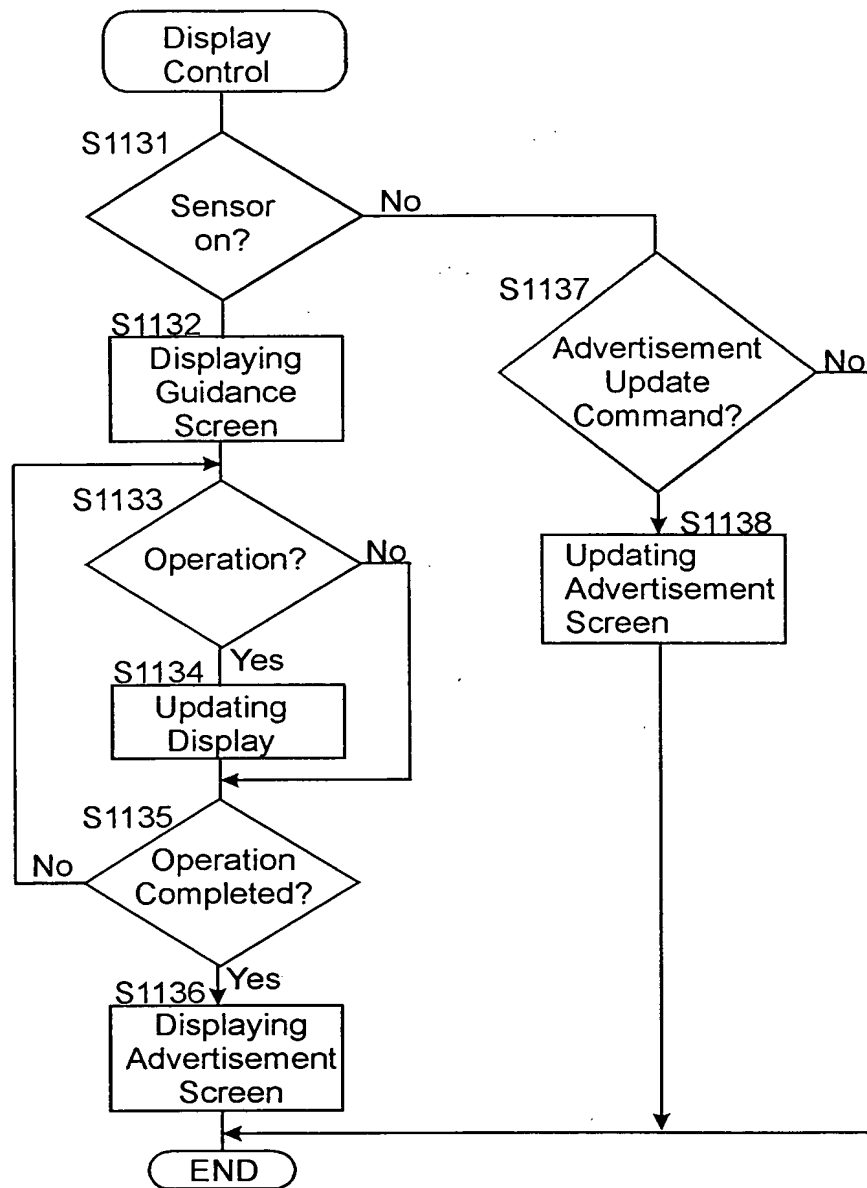 Display
Control
S1131
Sensor
on?
No
S1132
Displaying
Guidance
Screen
S1137
Advertisement
Update
Command?
No
S1133
Operation?
No
S1138
Updating
Advertisement
Screen
Yes
S1134
Updating
Display
S1135
Operation
Completed?
No
Yes
S1136
Displaying
Advertisement
Screen
END